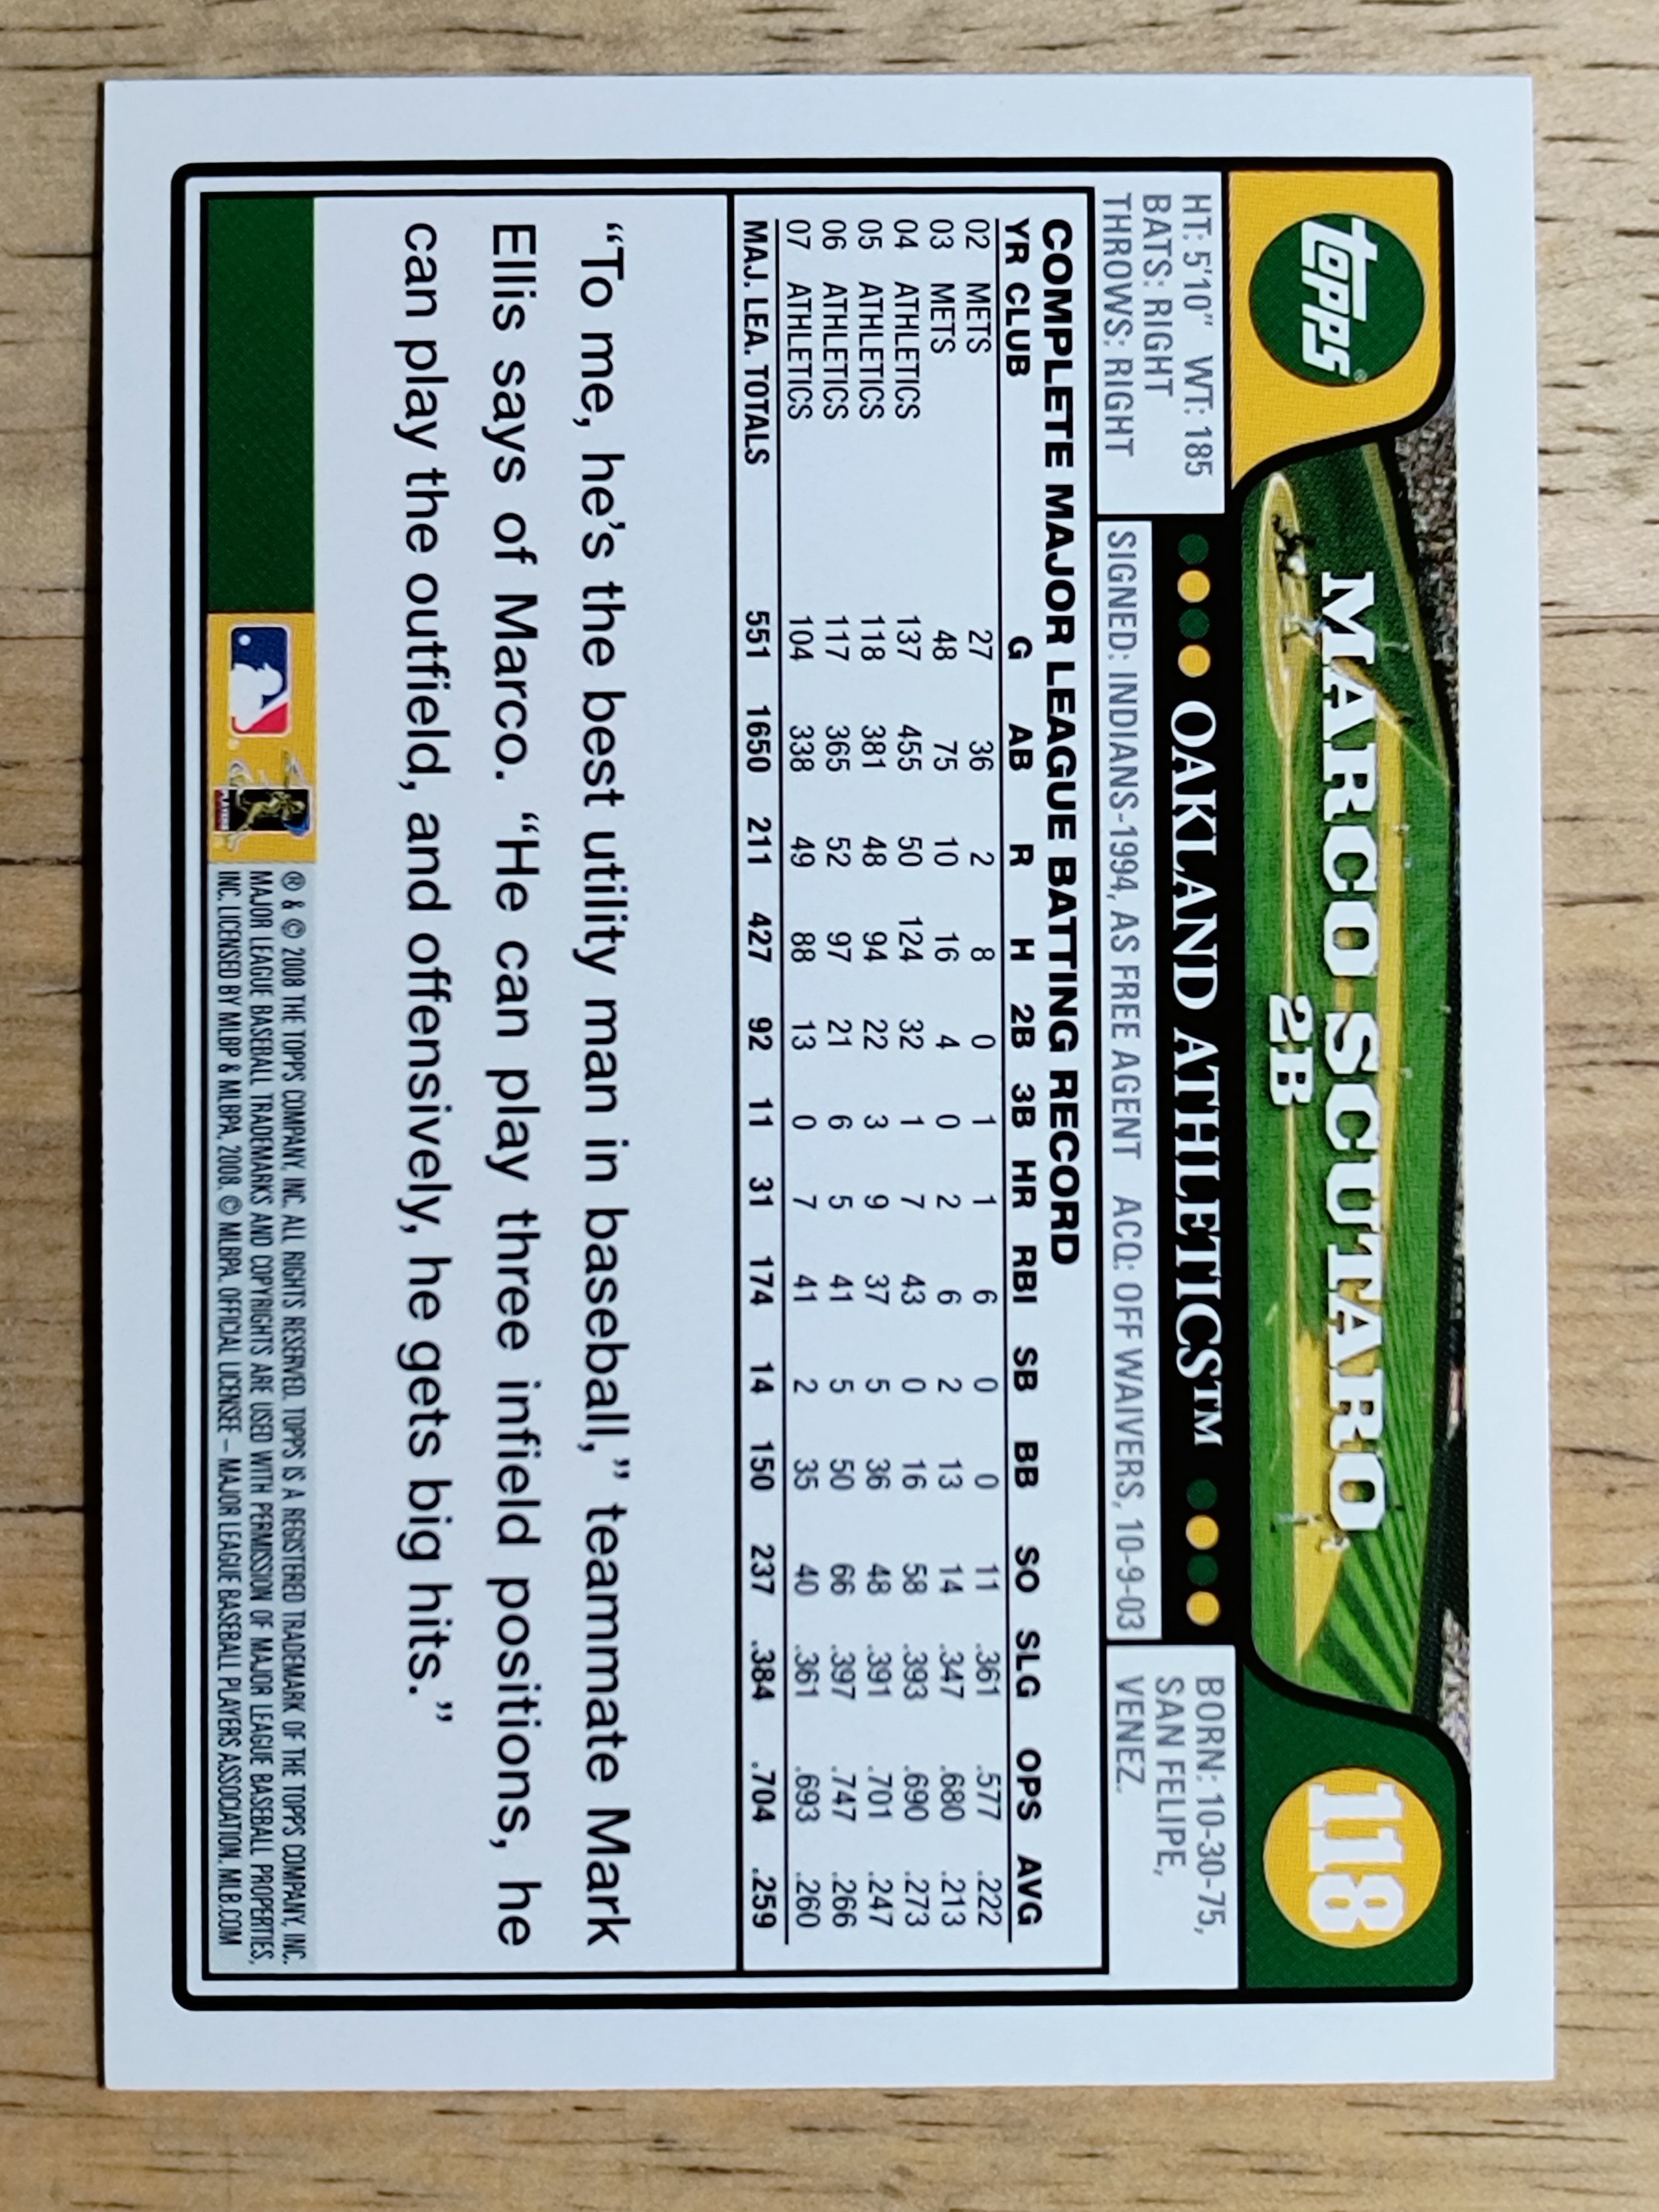 topps®
MARCO SCUTARO
2B
118
HT: 5'10" WT: 185
BATS: RIGHT
THROWS: RIGHT
OAKLAND ATHLETICS™
SIGNED: INDIANS-1994, AS FREE AGENT ACQ: OFF WAIVERS, 10-9-03
BORN: 10-30-75,
SAN FELIPE,
VENEZ.
COMPLETE MAJOR LEAGUE BATTING RECORD
YR CLUB G AB R H 2B 3B HR RBI SB BB SO SLG OPS AVG
02 METS 27 36 2 8 0 1 1 6 0 0 11 .361 .577 .222
03 METS 48 75 10 16 4 0 2 6 2 13 14 .347 .680 .213
04 ATHLETICS 137 455 50 124 32 1 7 43 0 16 58 .393 .690 .273
05 ATHLETICS 118 381 48 94 22 3 9 37 5 36 48 .391 .701 .247
06 ATHLETICS 117 365 52 97 21 6 5 41 5 50 66 .397 .747 .266
07 ATHLETICS 104 338 49 88 13 0 7 41 2 35 40 .361 .693 .260
MAJ. LEA. TOTALS 551 1650 211 427 92 11 31 174 14 150 237 .384 .704 .259
“To me, he’s the best utility man in baseball,” teammate Mark
Ellis says of Marco. “He can play three infield positions, he
can play the outfield, and offensively, he gets big hits.”
® & © 2008 THE TOPPS COMPANY, INC. ALL RIGHTS RESERVED. TOPPS IS A REGISTERED TRADEMARK OF THE TOPPS COMPANY, INC.
MAJOR LEAGUE BASEBALL TRADEMARKS AND COPYRIGHTS ARE USED WITH PERMISSION OF MAJOR LEAGUE BASEBALL PROPERTIES,
INC. LICENSED BY MLBP & MLBPA, 2008. © MLBPA. OFFICIAL LICENSEE – MAJOR LEAGUE BASEBALL PLAYERS ASSOCIATION. MLB.COM